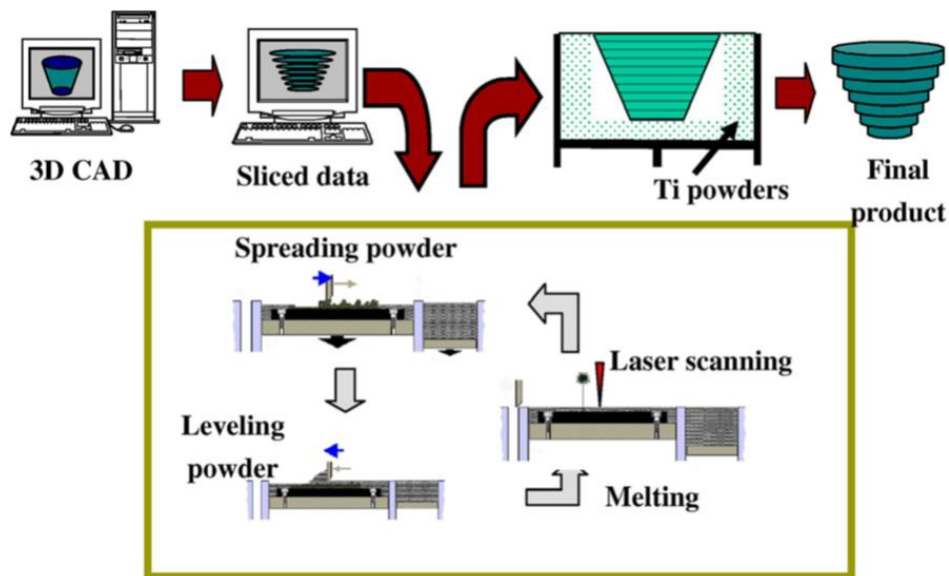 3D CAD
Sliced data
Ti powders
Final
product
Spreading powder
Laser scanning
Leveling
powder
Melting